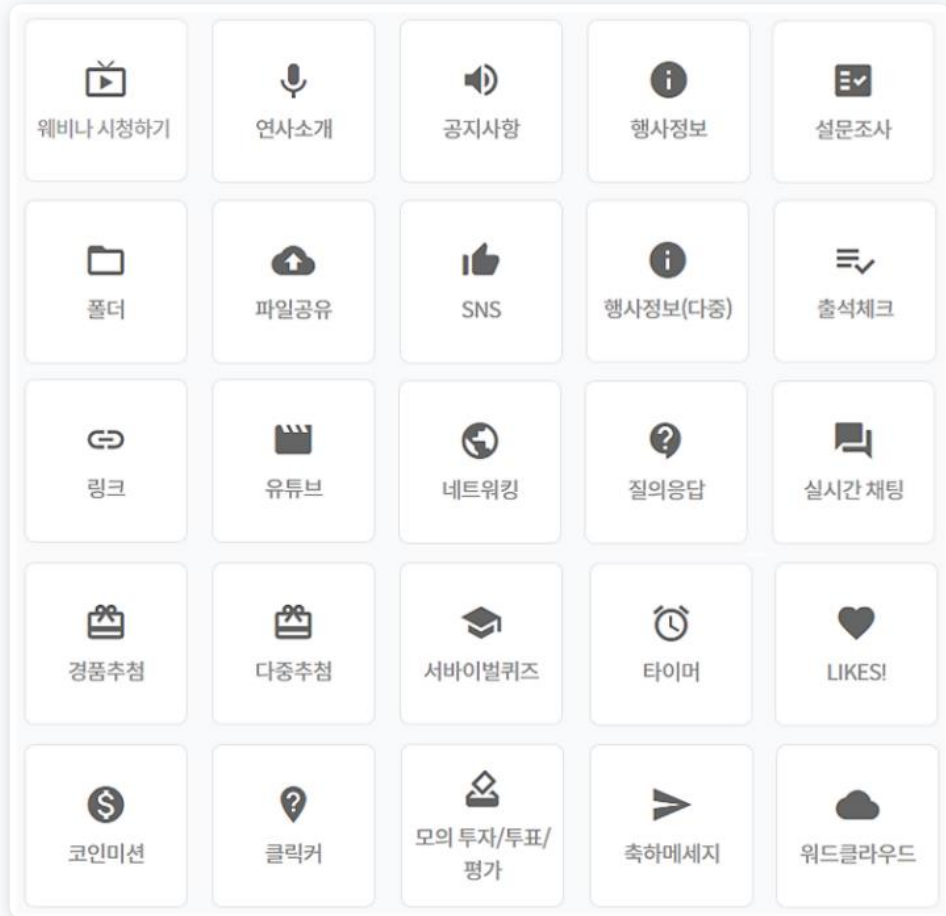 웨비나 시청하기
연사소개
공지사항
행사정보
설문조사
폴더
파일공유
SNS
행사정보(다중)
출석체크
링크
유튜브
네트워킹
질의응답
실시간 채팅
경품추첨
다중추첨
서바이벌퀴즈
타이머
LIKES!
코인미션
클릭커
모의 투자/투표/
평가
축하메세지
워드클라우드